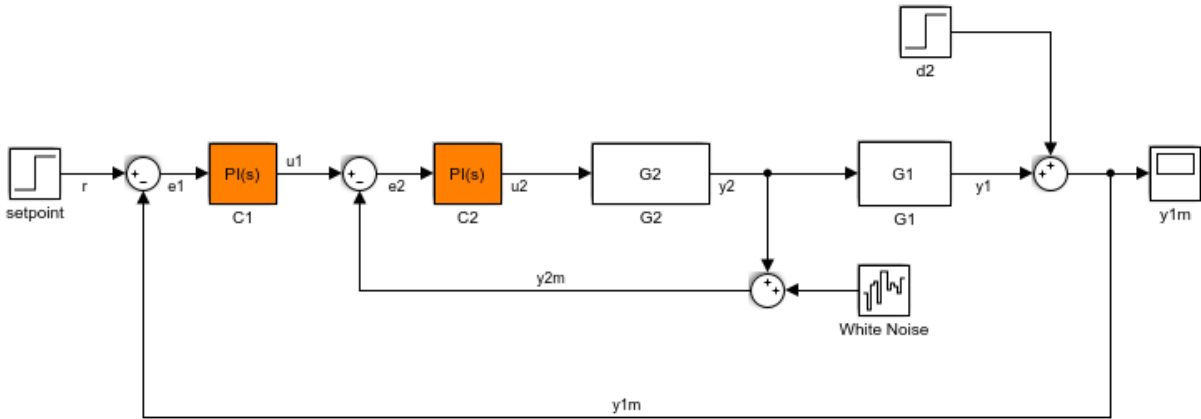 d2
setpoint
r
+
−
e1
PI(s)
C1
u1
+
−
e2
PI(s)
C2
u2
G2
G2
y2
G1
G1
y1
+
+
y1m
y2m
+
+
White Noise
y1m